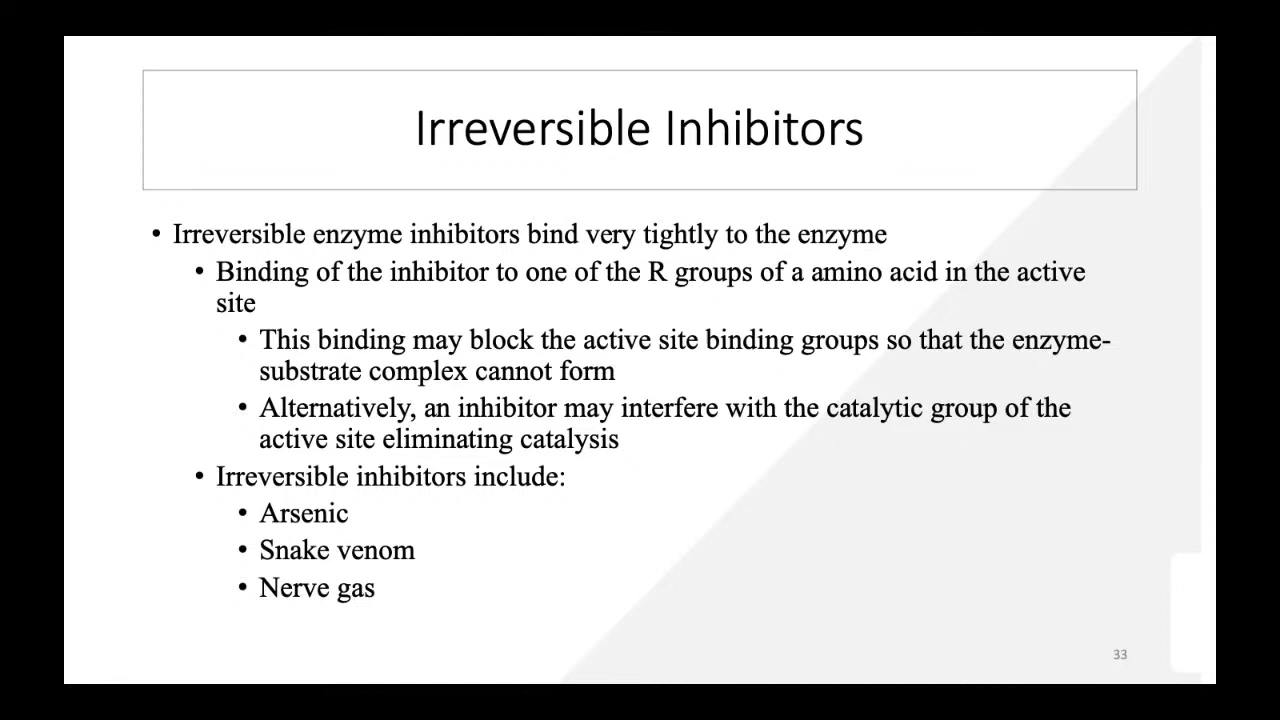 Irreversible Inhibitors
• Irreversible enzyme inhibitors bind very tightly to the enzyme
• Binding of the inhibitor to one of the R groups of a amino acid in the active
site
• This binding may block the active site binding groups so that the enzyme-
substrate complex cannot form
• Alternatively, an inhibitor may interfere with the catalytic group of the
active site eliminating catalysis
• Irreversible inhibitors include:
• Arsenic
• Snake venom
• Nerve gas
33